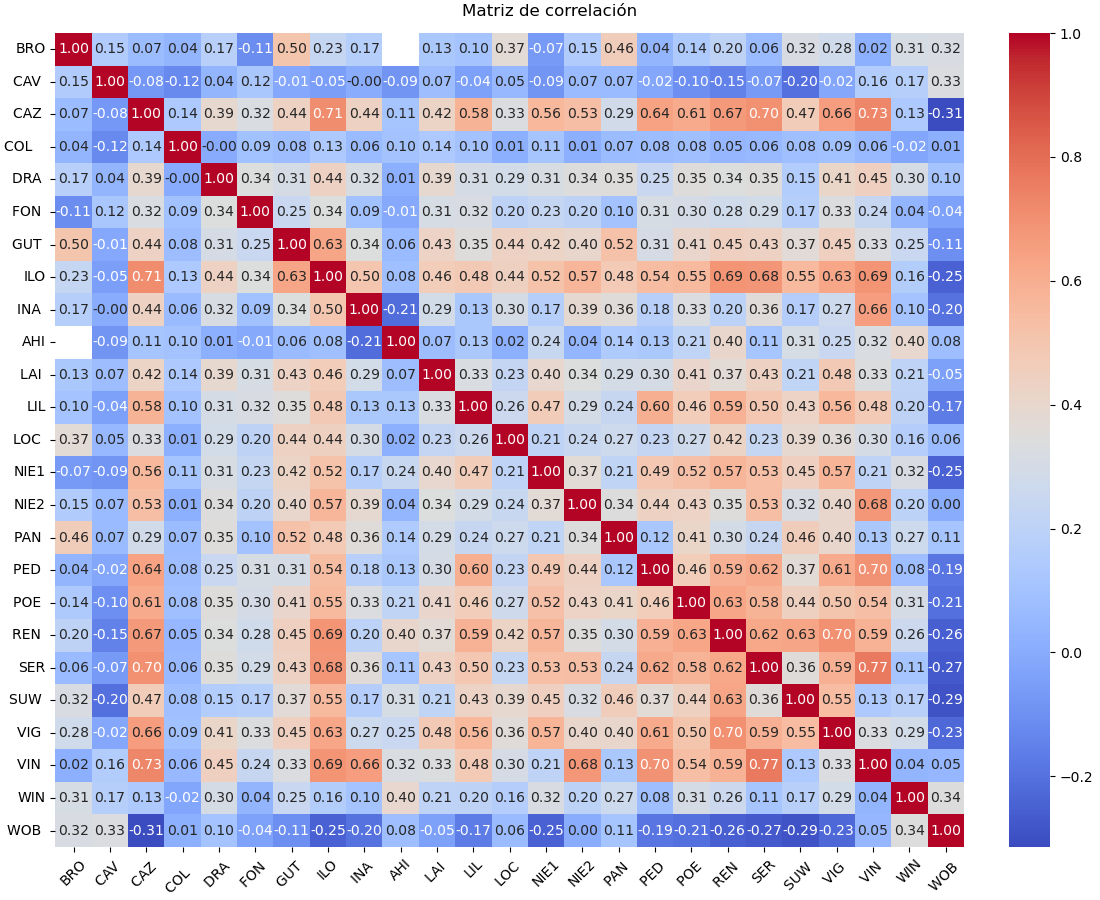 Matriz de correlación
BRO 1.00 0.15 0.07 0.04 0.17 -0.11 0.50 0.23 0.17 0.13 0.10 0.37 -0.07 0.15 0.46 0.04 0.14 0.20 0.06 0.32 0.28 0.02 0.31 0.32
CAV 0.15 1.00 -0.08 -0.12 0.04 0.12 -0.01 -0.05 -0.00 -0.09 0.07 -0.04 0.05 -0.09 0.07 0.07 -0.02 -0.10 -0.15 -0.07 -0.20 -0.02 0.16 0.17 0.33
CAZ 0.07 -0.08 1.00 0.14 0.39 0.32 0.44 0.71 0.44 0.11 0.42 0.58 0.33 0.56 0.53 0.29 0.64 0.61 0.67 0.70 0.47 0.66 0.73 0.13 -0.31
COL 0.04 -0.12 0.14 1.00 -0.00 0.09 0.08 0.13 0.06 0.10 0.14 0.10 0.01 0.11 0.01 0.07 0.08 0.08 0.05 0.06 0.08 0.09 0.06 -0.02 0.01
DRA 0.17 0.04 0.39 -0.00 1.00 0.34 0.31 0.44 0.32 0.01 0.39 0.31 0.29 0.31 0.34 0.35 0.25 0.35 0.34 0.35 0.15 0.41 0.45 0.30 0.10
FON -0.11 0.12 0.32 0.09 0.34 1.00 0.25 0.34 0.09 -0.01 0.31 0.32 0.20 0.23 0.20 0.10 0.31 0.30 0.28 0.29 0.17 0.33 0.24 0.04 -0.04
GUT 0.50 -0.01 0.44 0.08 0.31 0.25 1.00 0.63 0.34 0.06 0.43 0.35 0.44 0.42 0.40 0.52 0.31 0.41 0.45 0.43 0.37 0.45 0.33 0.25 -0.11
ILO 0.23 -0.05 0.71 0.13 0.44 0.34 0.63 1.00 0.50 0.08 0.46 0.48 0.44 0.52 0.57 0.48 0.54 0.55 0.69 0.68 0.55 0.63 0.69 0.16 -0.25
INA 0.17 -0.00 0.44 0.06 0.32 0.09 0.34 0.50 1.00 -0.21 0.29 0.13 0.30 0.17 0.39 0.36 0.18 0.33 0.20 0.36 0.17 0.27 0.66 0.10 -0.20
AHI -0.09 0.11 0.10 0.01 -0.01 0.06 0.08 -0.21 1.00 0.07 0.13 0.02 0.24 0.04 0.14 0.13 0.21 0.40 0.11 0.31 0.25 0.32 0.40 0.08
LAI 0.13 0.07 0.42 0.14 0.39 0.31 0.43 0.46 0.29 0.07 1.00 0.33 0.23 0.40 0.34 0.29 0.30 0.41 0.37 0.43 0.21 0.48 0.33 0.21 -0.05
LIL 0.10 -0.04 0.58 0.10 0.31 0.32 0.35 0.48 0.13 0.13 0.33 1.00 0.26 0.47 0.29 0.24 0.60 0.46 0.59 0.50 0.43 0.56 0.48 0.20 -0.17
LOC 0.37 0.05 0.33 0.01 0.29 0.20 0.44 0.44 0.30 0.02 0.23 0.26 1.00 0.21 0.24 0.27 0.23 0.27 0.42 0.23 0.39 0.36 0.30 0.16 0.06
NIE1 -0.07 -0.09 0.56 0.11 0.31 0.23 0.42 0.52 0.17 0.24 0.40 0.47 0.21 1.00 0.37 0.21 0.49 0.52 0.57 0.53 0.45 0.57 0.21 0.32 -0.25
NIE2 0.15 0.07 0.53 0.01 0.34 0.20 0.40 0.57 0.39 0.04 0.34 0.29 0.24 0.37 1.00 0.34 0.44 0.43 0.35 0.53 0.32 0.40 0.68 0.20 0.00
PAN 0.46 0.07 0.29 0.07 0.35 0.10 0.52 0.48 0.36 0.14 0.29 0.24 0.27 0.21 0.34 1.00 0.12 0.41 0.30 0.24 0.46 0.40 0.13 0.27 0.11
PED 0.04 -0.02 0.64 0.08 0.25 0.31 0.31 0.54 0.18 0.13 0.30 0.60 0.23 0.49 0.44 0.12 1.00 0.46 0.59 0.62 0.37 0.61 0.70 0.08 -0.19
POE 0.14 -0.10 0.61 0.08 0.35 0.30 0.41 0.55 0.33 0.21 0.41 0.46 0.27 0.52 0.43 0.41 0.46 1.00 0.63 0.58 0.44 0.50 0.54 0.31 -0.21
REN 0.20 -0.15 0.67 0.05 0.34 0.28 0.45 0.69 0.20 0.40 0.37 0.59 0.42 0.57 0.35 0.30 0.59 0.63 1.00 0.62 0.63 0.70 0.59 0.26 -0.26
SER 0.06 -0.07 0.70 0.06 0.35 0.29 0.43 0.68 0.36 0.11 0.43 0.50 0.23 0.53 0.53 0.24 0.62 0.58 0.62 1.00 0.36 0.59 0.77 0.11 -0.27
SUW 0.32 -0.20 0.47 0.08 0.15 0.17 0.37 0.55 0.17 0.31 0.21 0.43 0.39 0.45 0.32 0.46 0.37 0.44 0.63 0.36 1.00 0.55 0.13 0.17 -0.29
VIG 0.28 -0.02 0.66 0.09 0.41 0.33 0.45 0.63 0.27 0.25 0.48 0.56 0.36 0.57 0.40 0.40 0.61 0.50 0.70 0.59 0.55 1.00 0.33 0.29 -0.23
VIN 0.02 0.16 0.73 0.06 0.45 0.24 0.33 0.69 0.66 0.32 0.33 0.48 0.30 0.21 0.68 0.13 0.70 0.54 0.59 0.77 0.13 0.33 1.00 0.04 0.05
WIN 0.31 0.17 0.13 -0.02 0.30 0.04 0.25 0.16 0.10 0.40 0.21 0.20 0.16 0.32 0.20 0.27 0.08 0.31 0.26 0.11 0.17 0.29 0.04 1.00 0.34
WOB 0.32 0.33 -0.31 0.01 0.10 -0.04 -0.11 -0.25 -0.20 0.08 -0.05 -0.17 0.06 -0.25 0.00 0.11 -0.19 -0.21 -0.26 -0.27 -0.29 -0.23 0.05 0.34 1.00
BRO CAV CAZ COL DRA FON GUT ILO INA AHI LAI LIL LOC NIE1 NIE2 PAN PED POE REN SER SUW VIG VIN WIN WOB
1.0
0.8
0.6
0.4
0.2
0.0
-0.2